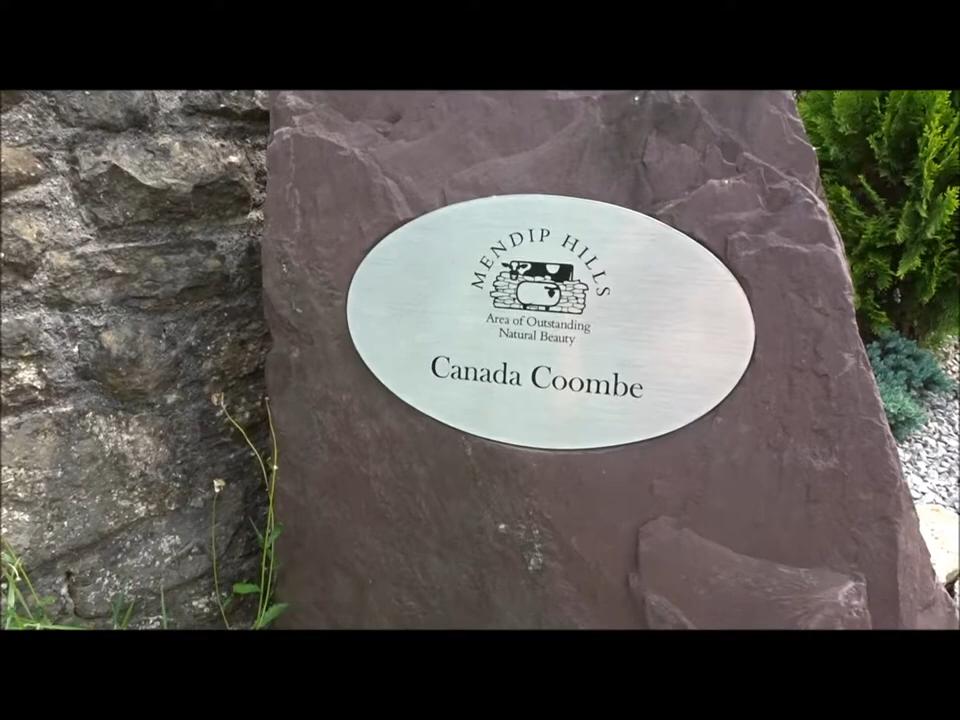 MENDIP HILLS
Area of Outstanding
Natural Beauty
Canada Coombe